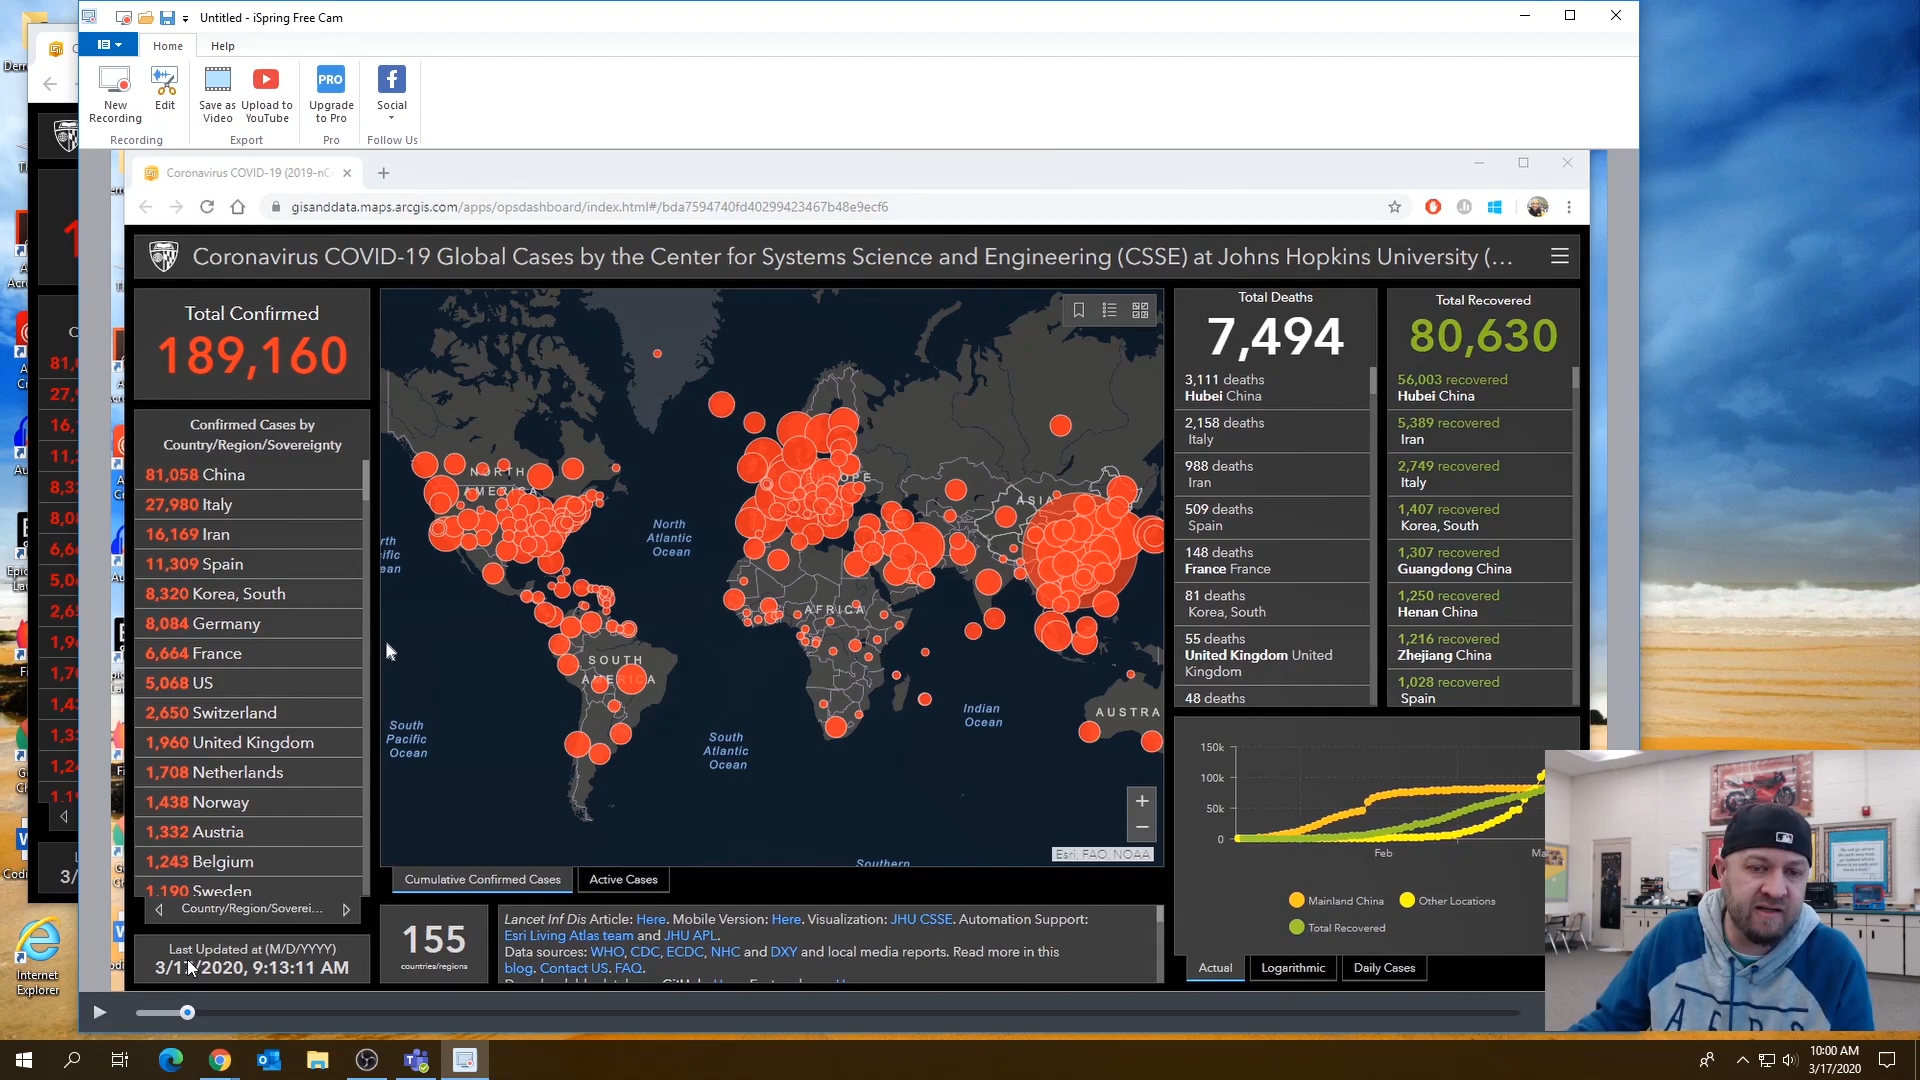 Untitled - iSpring Free Cam
Home
Help
New
Recording
Edit
Save as
Video
Upload to
YouTube
PRO
Upgrade
to Pro
Social
Recording
Export
Pro
Follow Us
Coronavirus COVID-19 (2019-nC
gisanddata.maps.arcgis.com/apps/opsdashboard/index.html#/bda7594740fd40299423467b48e9ecf6
Coronavirus COVID-19 Global Cases by the Center for Systems Science and Engineering (CSSE) at Johns Hopkins University (...
Total Confirmed
189,160
Confirmed Cases by
Country/Region/Sovereignty
81,058 China
27,980 Italy
16,169 Iran
11,309 Spain
8,320 Korea, South
8,084 Germany
6,664 France
5,068 US
2,650 Switzerland
1,960 United Kingdom
1,708 Netherlands
1,438 Norway
1,332 Austria
1,243 Belgium
1,190 Sweden
Country/Region/Soverei...
Last Updated at (M/D/YYYY)
3/17/2020, 9:13:11 AM
NORTH
AMERICA
EUROPE
ASIA
AFRICA
SOUTH
AMERICA
AUSTRA
North
Atlantic
Ocean
South
Pacific
Ocean
South
Atlantic
Ocean
Indian
Ocean
Southern
Esri, FAO, NOAA
Cumulative Confirmed Cases
Active Cases
155
countries/regions
Lancet Inf Dis Article: Here. Mobile Version: Here. Visualization: JHU CSSE. Automation Support:
Esri Living Atlas team and JHU APL.
Data sources: WHO, CDC, ECDC, NHC and DXY and local media reports. Read more in this
blog. Contact US. FAQ.
Total Deaths
7,494
3,111 deaths
Hubei China
2,158 deaths
Italy
988 deaths
Iran
509 deaths
Spain
148 deaths
France France
81 deaths
Korea, South
55 deaths
United Kingdom United
Kingdom
48 deaths
Total Recovered
80,630
56,003 recovered
Hubei China
5,389 recovered
Iran
2,749 recovered
Italy
1,407 recovered
Korea, South
1,307 recovered
Guangdong China
1,250 recovered
Henan China
1,216 recovered
Zhejiang China
1,028 recovered
Spain
150k
100k
50k
0
Feb
Ma
Mainland China
Other Locations
Total Recovered
Actual
Logarithmic
Daily Cases
Internet
Explorer
10:00 AM
3/17/2020